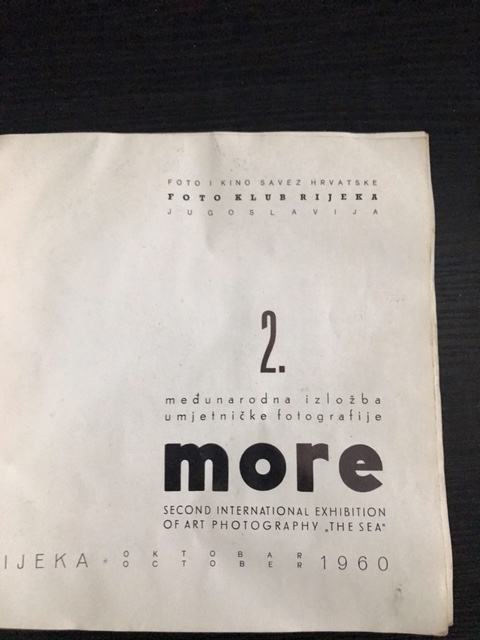 FOTO I KINO SAVEZ HRVATSKE
FOTO KLUB RIJEKA
JUGOSLAVIJA
2.
međunarodna izložba
umjetničke fotografije
more
SECOND INTERNATIONAL EXHIBITION
OF ART PHOTOGRAPHY „THE SEA"
IJEKA * OKTOBAR
OCTOBER 1960